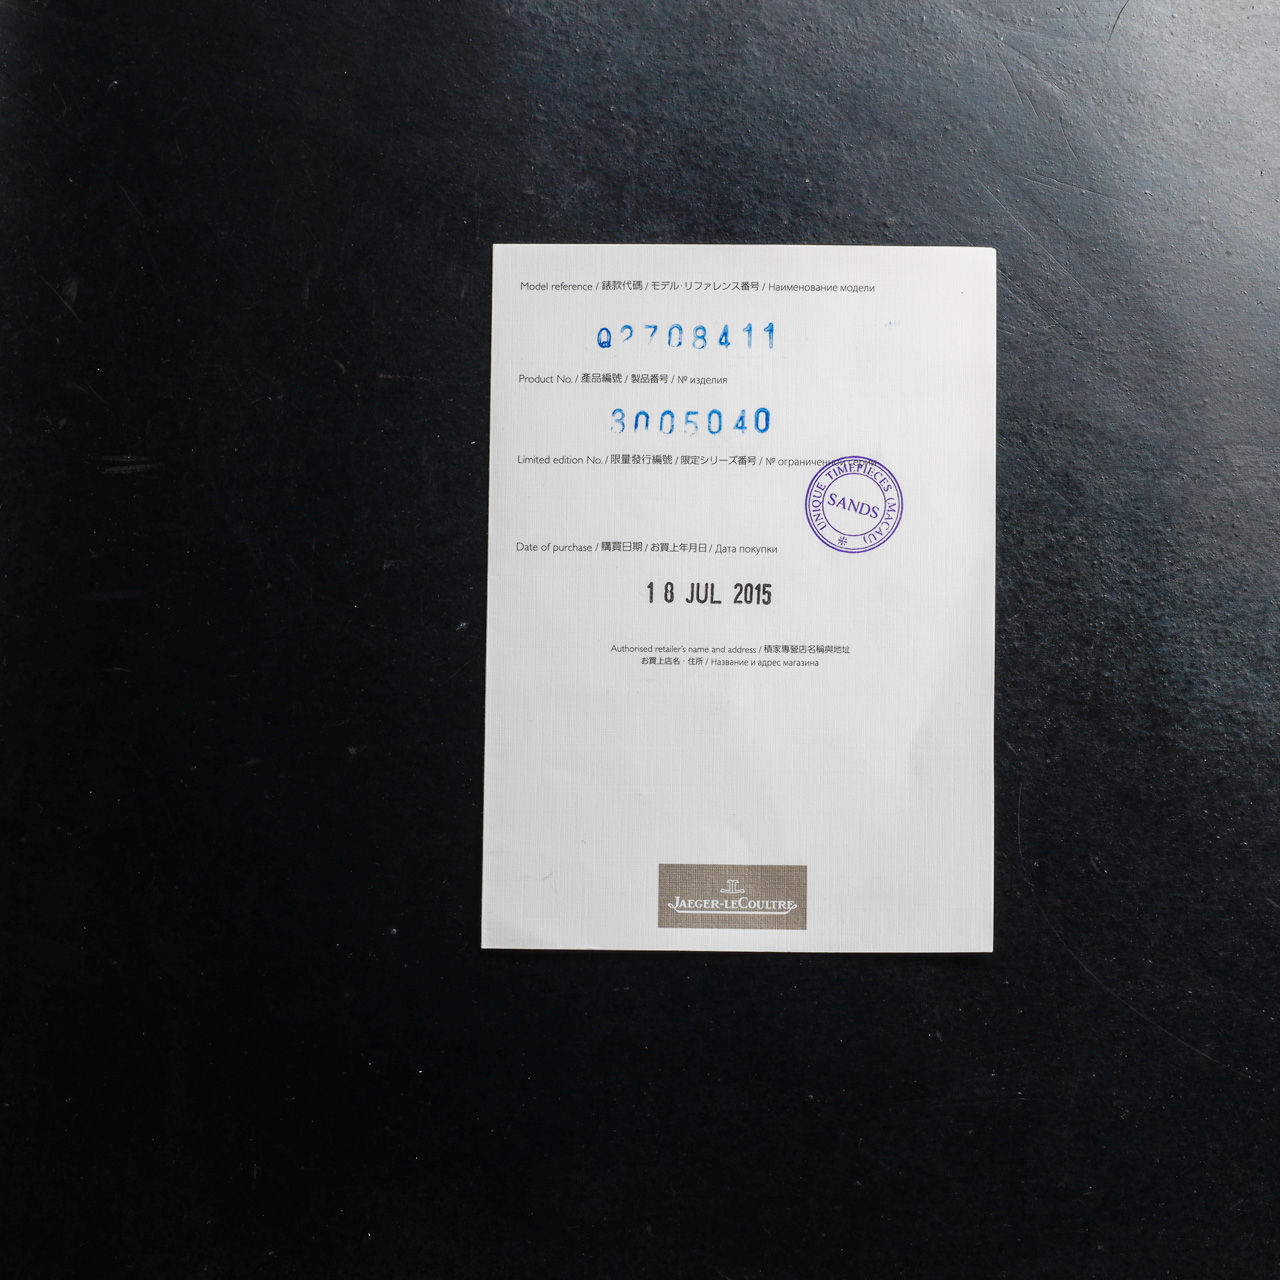 Model reference / 錶款代碼 / モデル·リファレンス番号 / Наименование модели
Q2708411
Product No. / 產品編號 / 製品番号 / № изделия
3005040
Limited edition No. / 限量發行編號 / 限定シリーズ番号 / № ограниченной серии
UNIQUE TIMEPIECES (MACAU)
SANDS
Date of purchase / 購買日期 / お買上年月日 / Дата покупки
18 JUL 2015
Authorised retailer's name and address / 積家專營店名稱與地址
お買上店名・住所 / Название и адрес магазина
JAEGER-LECOULTRE